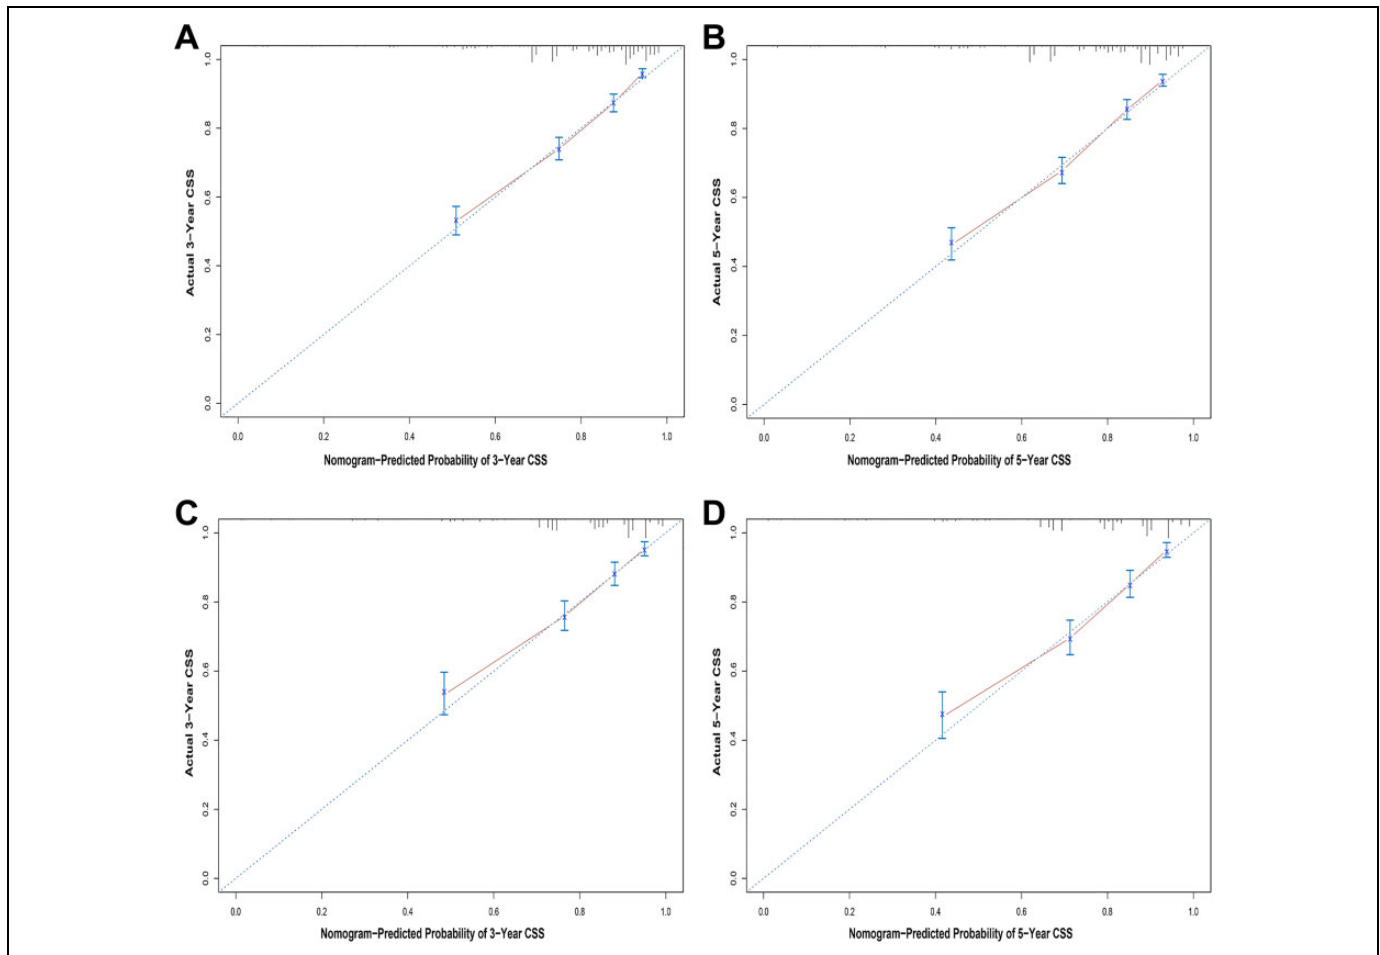 A
1.0
0.8
0.6
0.4
0.2
0.0
Actual 3-Year CSS
0.0 0.2 0.4 0.6 0.8 1.0
Nomogram-Predicted Probability of 3-Year CSS
B
1.0
0.8
0.6
0.4
0.2
0.0
Actual 5-Year CSS
0.0 0.2 0.4 0.6 0.8 1.0
Nomogram-Predicted Probability of 5-Year CSS
C
1.0
0.8
0.6
0.4
0.2
0.0
Actual 3-Year CSS
0.0 0.2 0.4 0.6 0.8 1.0
Nomogram-Predicted Probability of 3-Year CSS
D
1.0
0.8
0.6
0.4
0.2
0.0
Actual 5-Year CSS
0.0 0.2 0.4 0.6 0.8 1.0
Nomogram-Predicted Probability of 5-Year CSS